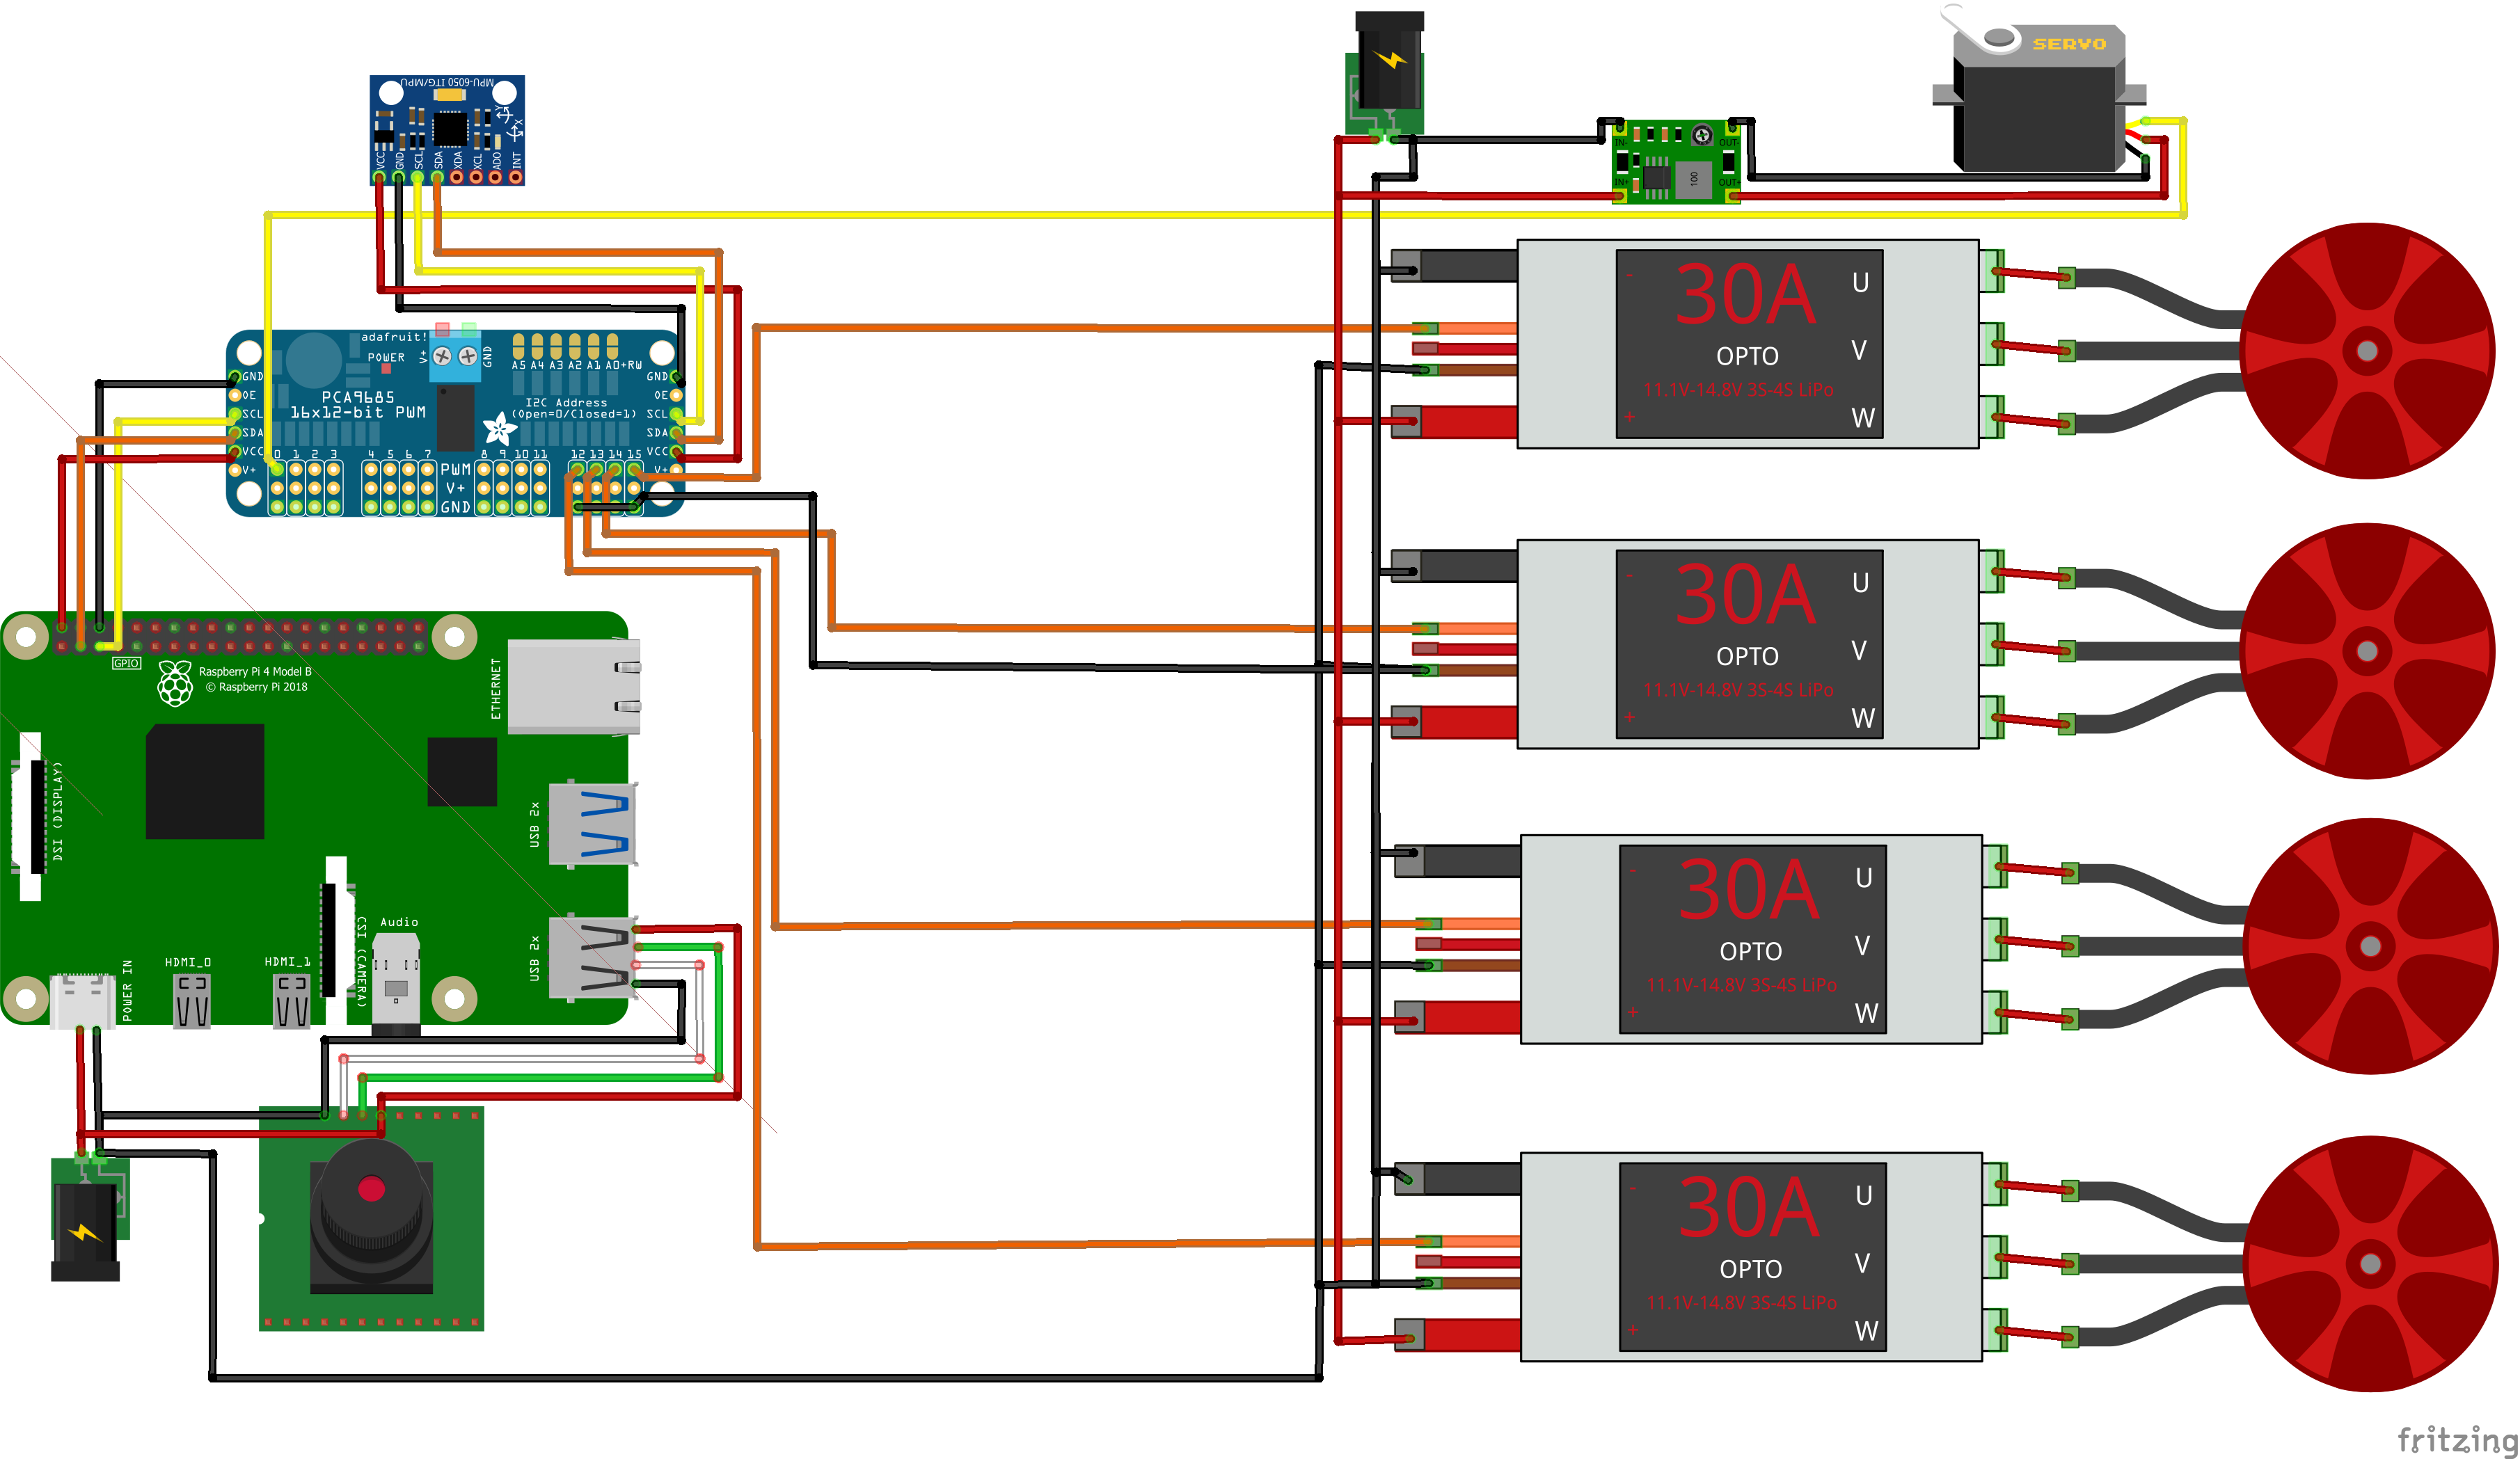 MPU-6050 ITG/MPU
Y
X
VCC
GND
SCL
SDA
XDA
XCL
ADO
INT
SERVO
IN-
OUT-
IN+
OUT+
100
adafruit!
POWER
V+
GND
A5 A4 A3 A2 A1 A0 +RW
GND
OE
SCL
SDA
VCC
V+
PCA9685
16x12-bit PWM
I2C Address
(Open=0/Closed=1)
GND
OE
SCL
SDA
VCC
V+
0 1 2 3 4 5 6 7 8 9 10 11 12 13 14 15
PWM
V+
GND
GPIO
Raspberry Pi 4 Model B
© Raspberry Pi 2018
ETHERNET
DSI (DISPLAY)
USB 2x
USB 2x
Audio
CSI (CAMERA)
HDMI_0
HDMI_1
POWER IN
-
30A
U
OPTO
V
11.1V-14.8V 3S-4S LiPo
+
W
-
30A
U
OPTO
V
11.1V-14.8V 3S-4S LiPo
+
W
-
30A
U
OPTO
V
11.1V-14.8V 3S-4S LiPo
+
W
-
30A
U
OPTO
V
11.1V-14.8V 3S-4S LiPo
+
W
fritzing